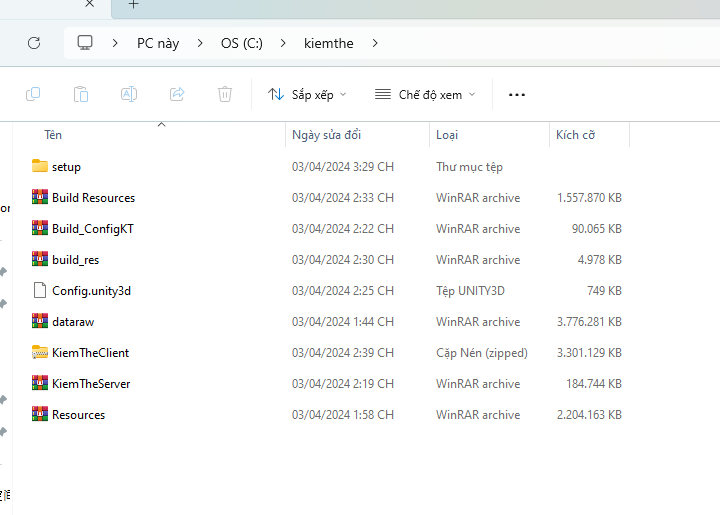 PC này
OS (C:)
kiemthe
Sắp xếp
Chế độ xem
Tên Ngày sửa đổi Loại Kích cỡ
setup 03/04/2024 3:29 CH Thư mục tệp
Build Resources 03/04/2024 2:33 CH WinRAR archive 1.557.870 KB
Build_ConfigKT 03/04/2024 2:22 CH WinRAR archive 90.065 KB
build_res 03/04/2024 2:30 CH WinRAR archive 4.978 KB
Config.unity3d 03/04/2024 2:25 CH Tệp UNITY3D 749 KB
dataraw 03/04/2024 1:44 CH WinRAR archive 3.776.281 KB
KiemTheClient 03/04/2024 2:39 CH Cặp Nén (zipped) 3.301.129 KB
KiemTheServer 03/04/2024 2:19 CH WinRAR archive 184.744 KB
Resources 03/04/2024 1:58 CH WinRAR archive 2.204.163 KB